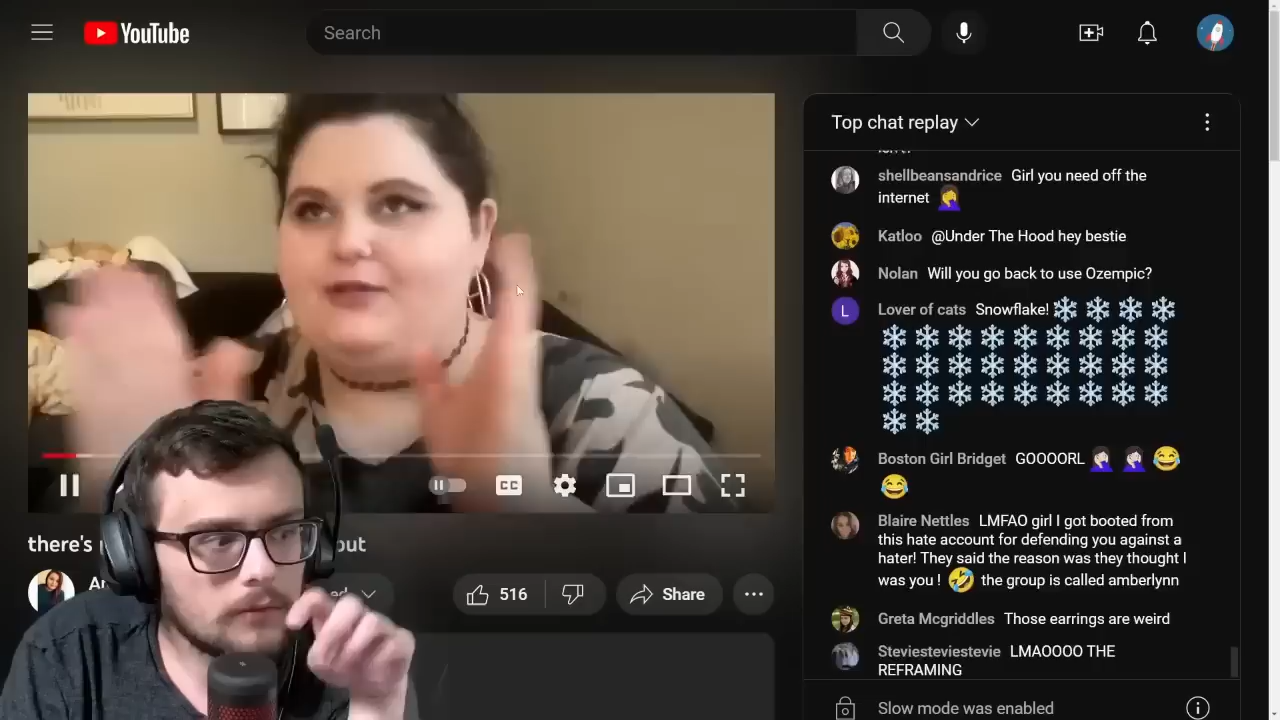 YouTube
Search
Top chat replay
shellbeansandrice Girl you need off the
internet 🤦‍♀️
Katloo @Under The Hood hey bestie
Nolan Will you go back to use Ozempic?
L
Lover of cats Snowflake! ❄️ ❄️ ❄️ ❄️
❄️ ❄️ ❄️ ❄️ ❄️ ❄️ ❄️ ❄️ ❄️
❄️ ❄️ ❄️ ❄️ ❄️ ❄️ ❄️ ❄️ ❄️
❄️ ❄️ ❄️ ❄️ ❄️ ❄️ ❄️ ❄️ ❄️
❄️ ❄️
Boston Girl Bridget GOOOORL 🤦🏻‍♀️ 🤦🏻‍♀️ 😂
😂
Blaire Nettles LMFAO girl I got booted from
this hate account for defending you against a
hater! They said the reason was they thought I
was you ! 🤣 the group is called amberlynn
Greta Mcgriddles Those earrings are weird
Steviesteviestevie LMAOOOO THE
REFRAMING
Slow mode was enabled
CC
there's
516
Share